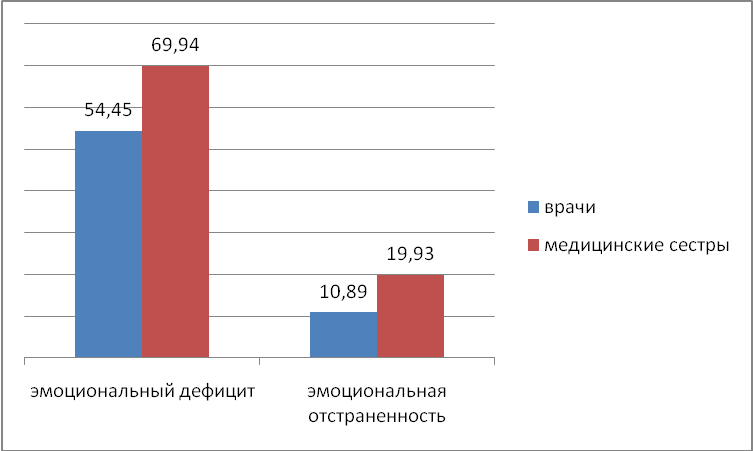 69,94
54,45
19,93
10,89
врачи
медицинские сестры
эмоциональный дефицит
эмоциональная
отстраненность